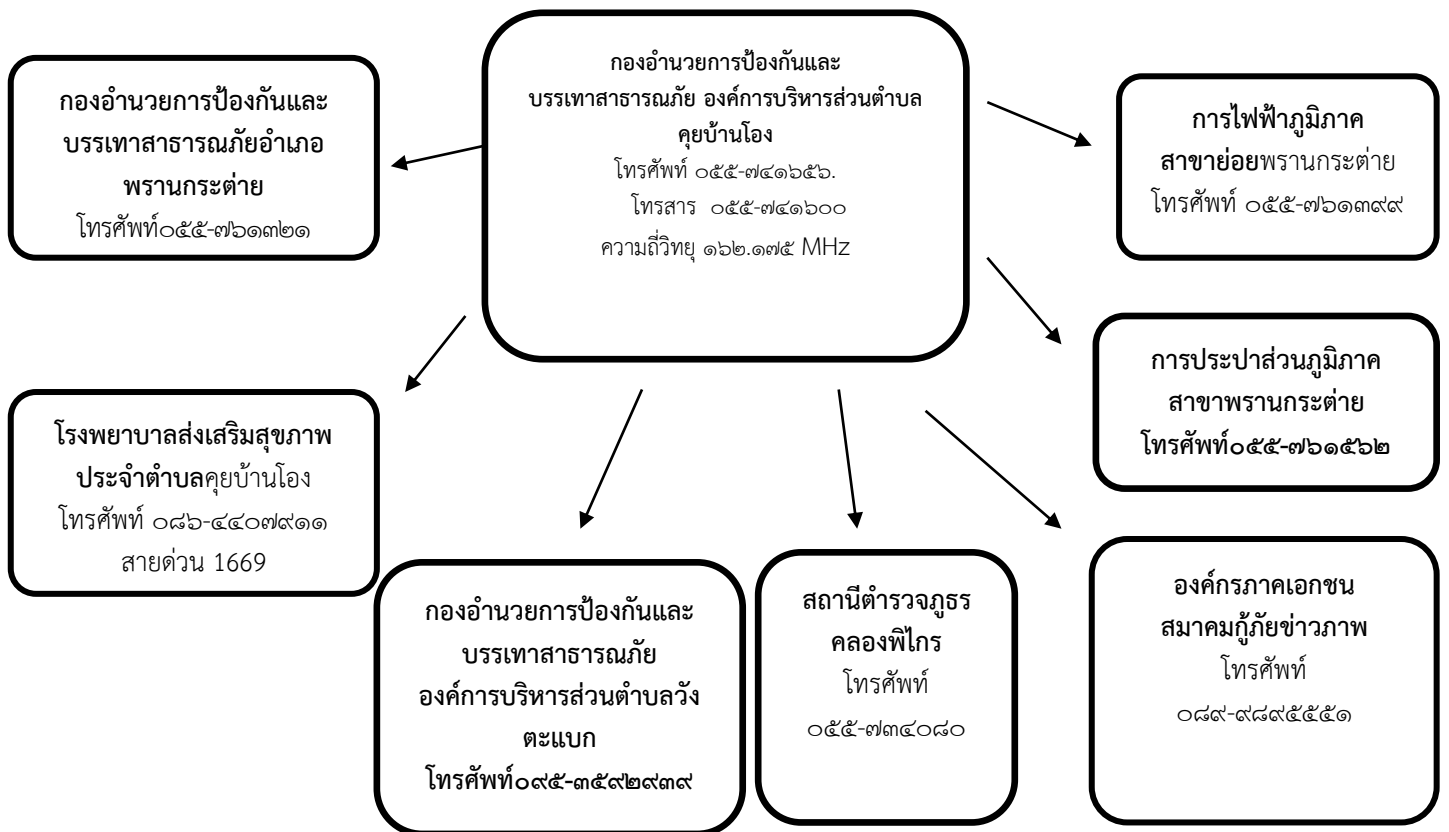 กองอำนวยการป้องกันและ
บรรเทาสาธารณภัย องค์การบริหารส่วนตำบล
คุยบ้านโอง
โทรศัพท์ ๐๕๕-๗๔๑๖๕๖.
โทรสาร ๐๕๕-๗๔๑๖๐๐
ความถี่วิทยุ ๑๖๒.๑๗๕ MHz
กองอำนวยการป้องกันและ
บรรเทาสาธารณภัยอำเภอ
พรานกระต่าย
โทรศัพท์๐๕๕-๗๖๑๓๒๑
การไฟฟ้าภูมิภาค
สาขาย่อยพรานกระต่าย
โทรศัพท์ ๐๕๕-๗๖๑๓๙๙
การประปาส่วนภูมิภาค
สาขาพรานกระต่าย
โทรศัพท์๐๕๕-๗๖๑๕๖๒
โรงพยาบาลส่งเสริมสุขภาพ
ประจำตำบลคุยบ้านโอง
โทรศัพท์ ๐๘๖-๔๔๐๗๙๑๑
สายด่วน 1669
กองอำนวยการป้องกันและ
บรรเทาสาธารณภัย
องค์การบริหารส่วนตำบลวัง
ตะแบก
โทรศัพท์๐๙๕-๓๕๙๒๙๓๙
สถานีตำรวจภูธร
คลองพิไกร
โทรศัพท์
๐๕๕-๗๓๔๐๘๐
องค์กรภาคเอกชน
สมาคมกู้ภัยข่าวภาพ
โทรศัพท์
๐๘๙-๙๘๙๕๕๕๑